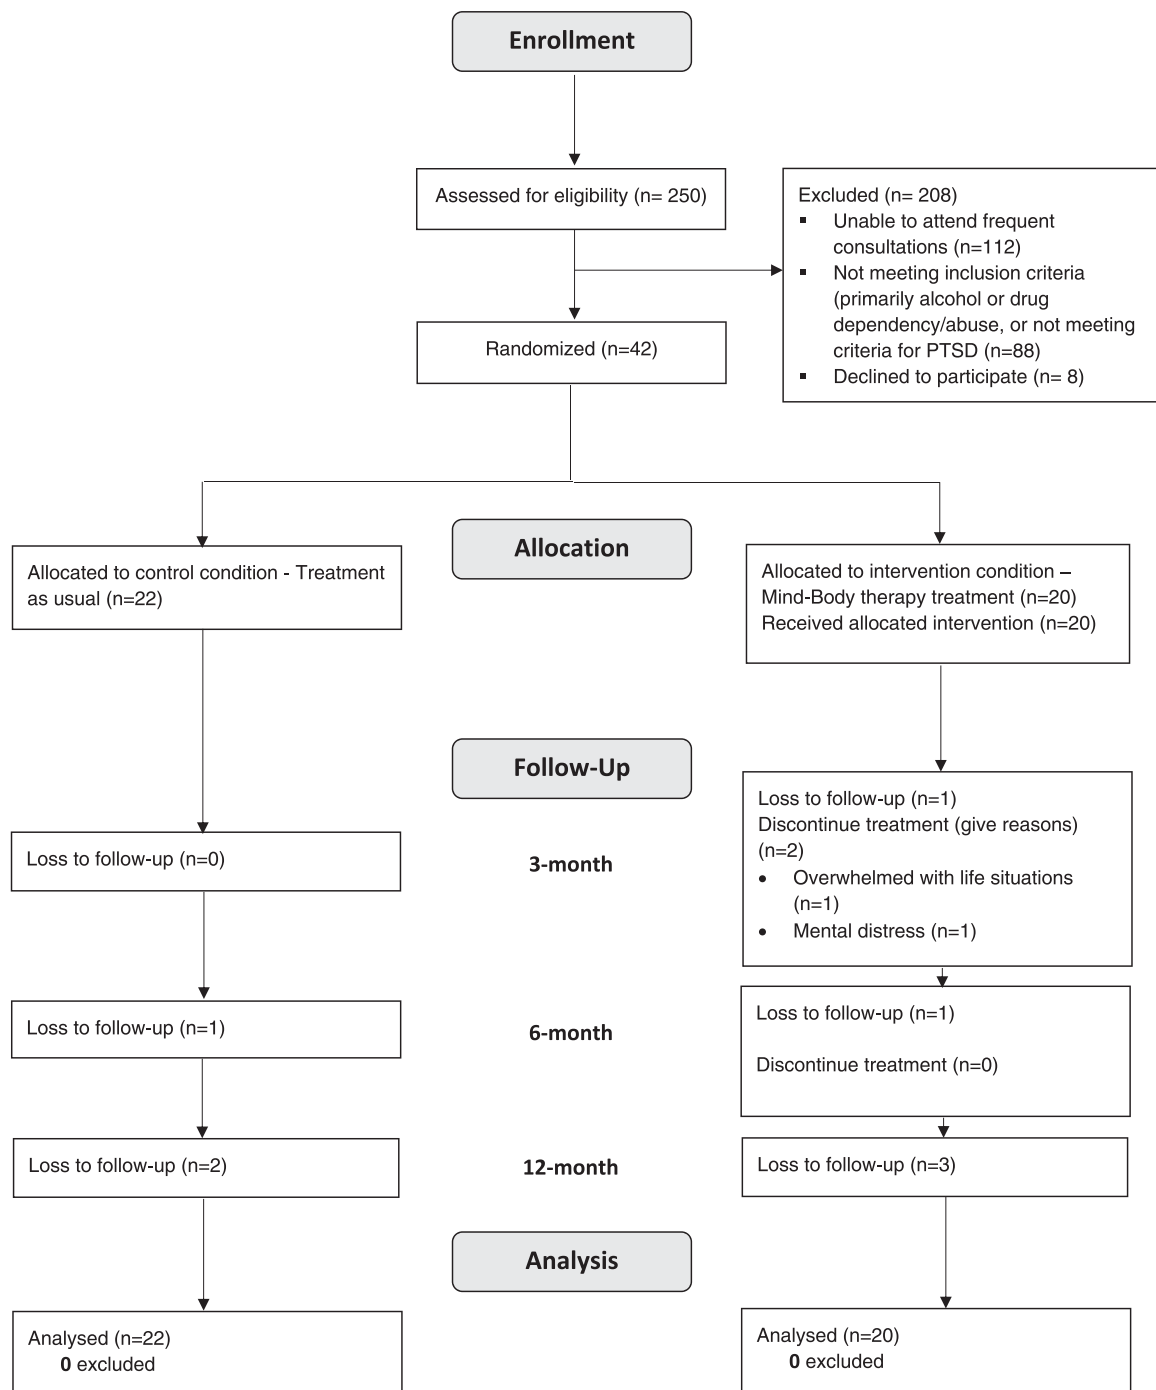 Enrollment
Assessed for eligibility (n= 250)
Excluded (n= 208)
▪ Unable to attend frequent
consultations (n=112)
▪ Not meeting inclusion criteria
(primarily alcohol or drug
dependency/abuse, or not meeting
criteria for PTSD (n=88)
▪ Declined to participate (n= 8)
Randomized (n=42)
Allocation
Allocated to control condition - Treatment
as usual (n=22)
Allocated to intervention condition –
Mind-Body therapy treatment (n=20)
Received allocated intervention (n=20)
Follow-Up
Loss to follow-up (n=0)
3-month
Loss to follow-up (n=1)
Discontinue treatment (give reasons)
(n=2)
• Overwhelmed with life situations
(n=1)
• Mental distress (n=1)
Loss to follow-up (n=1)
6-month
Loss to follow-up (n=1)
Discontinue treatment (n=0)
Loss to follow-up (n=2)
12-month
Loss to follow-up (n=3)
Analysis
Analysed (n=22)
0 excluded
Analysed (n=20)
0 excluded